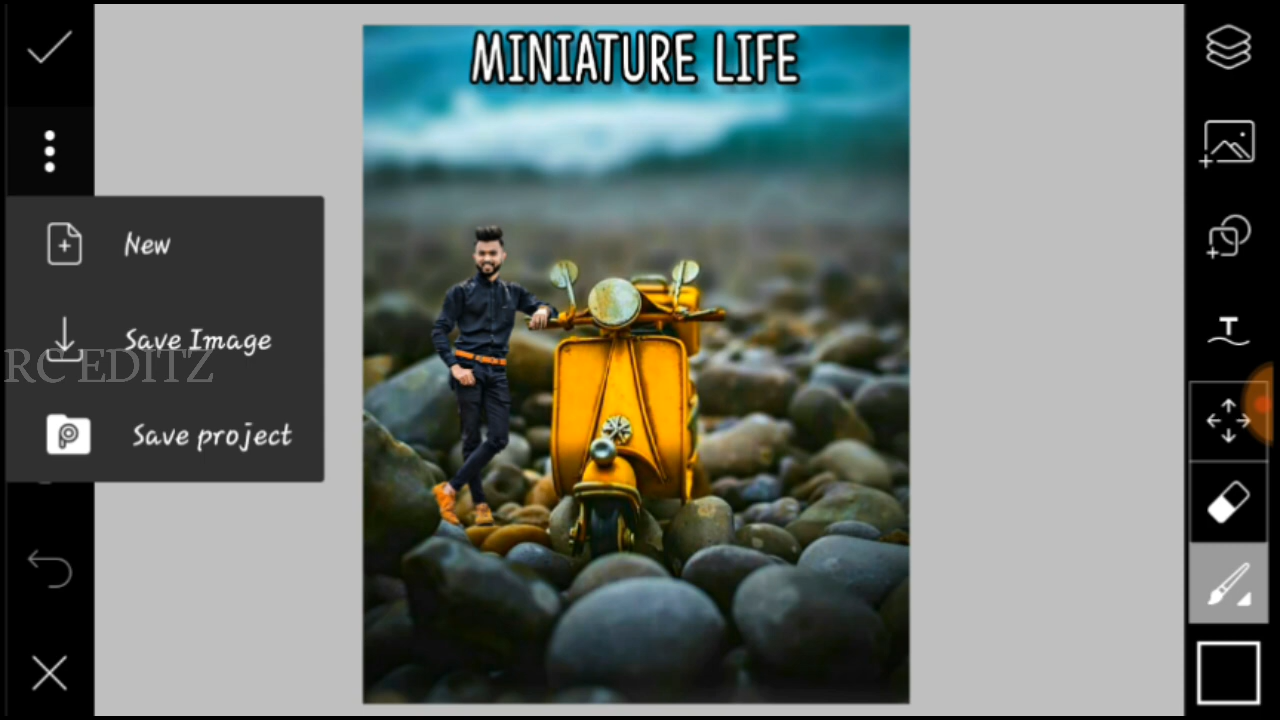 MINIATURE LIFE
New
Save Image
RC EDITZ
Save project